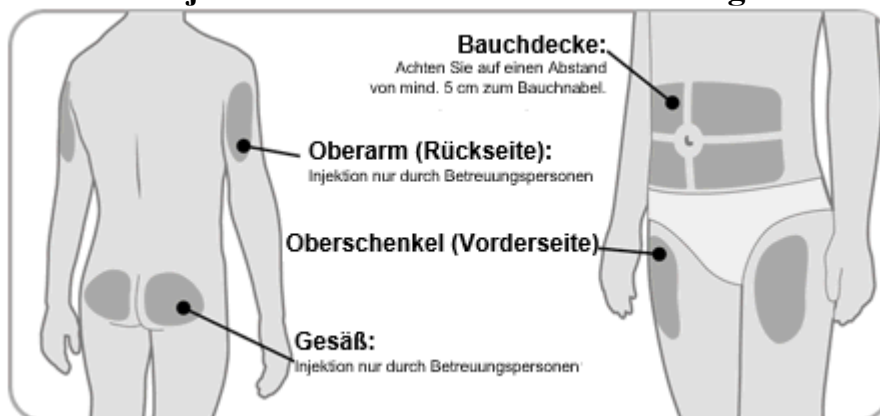 Bauchdecke:
Achten Sie auf einen Abstand
von mind. 5 cm zum Bauchnabel.
Oberarm (Rückseite):
Injektion nur durch Betreuungspersonen
Oberschenkel (Vorderseite)
Gesäß:
Injektion nur durch Betreuungspersonen